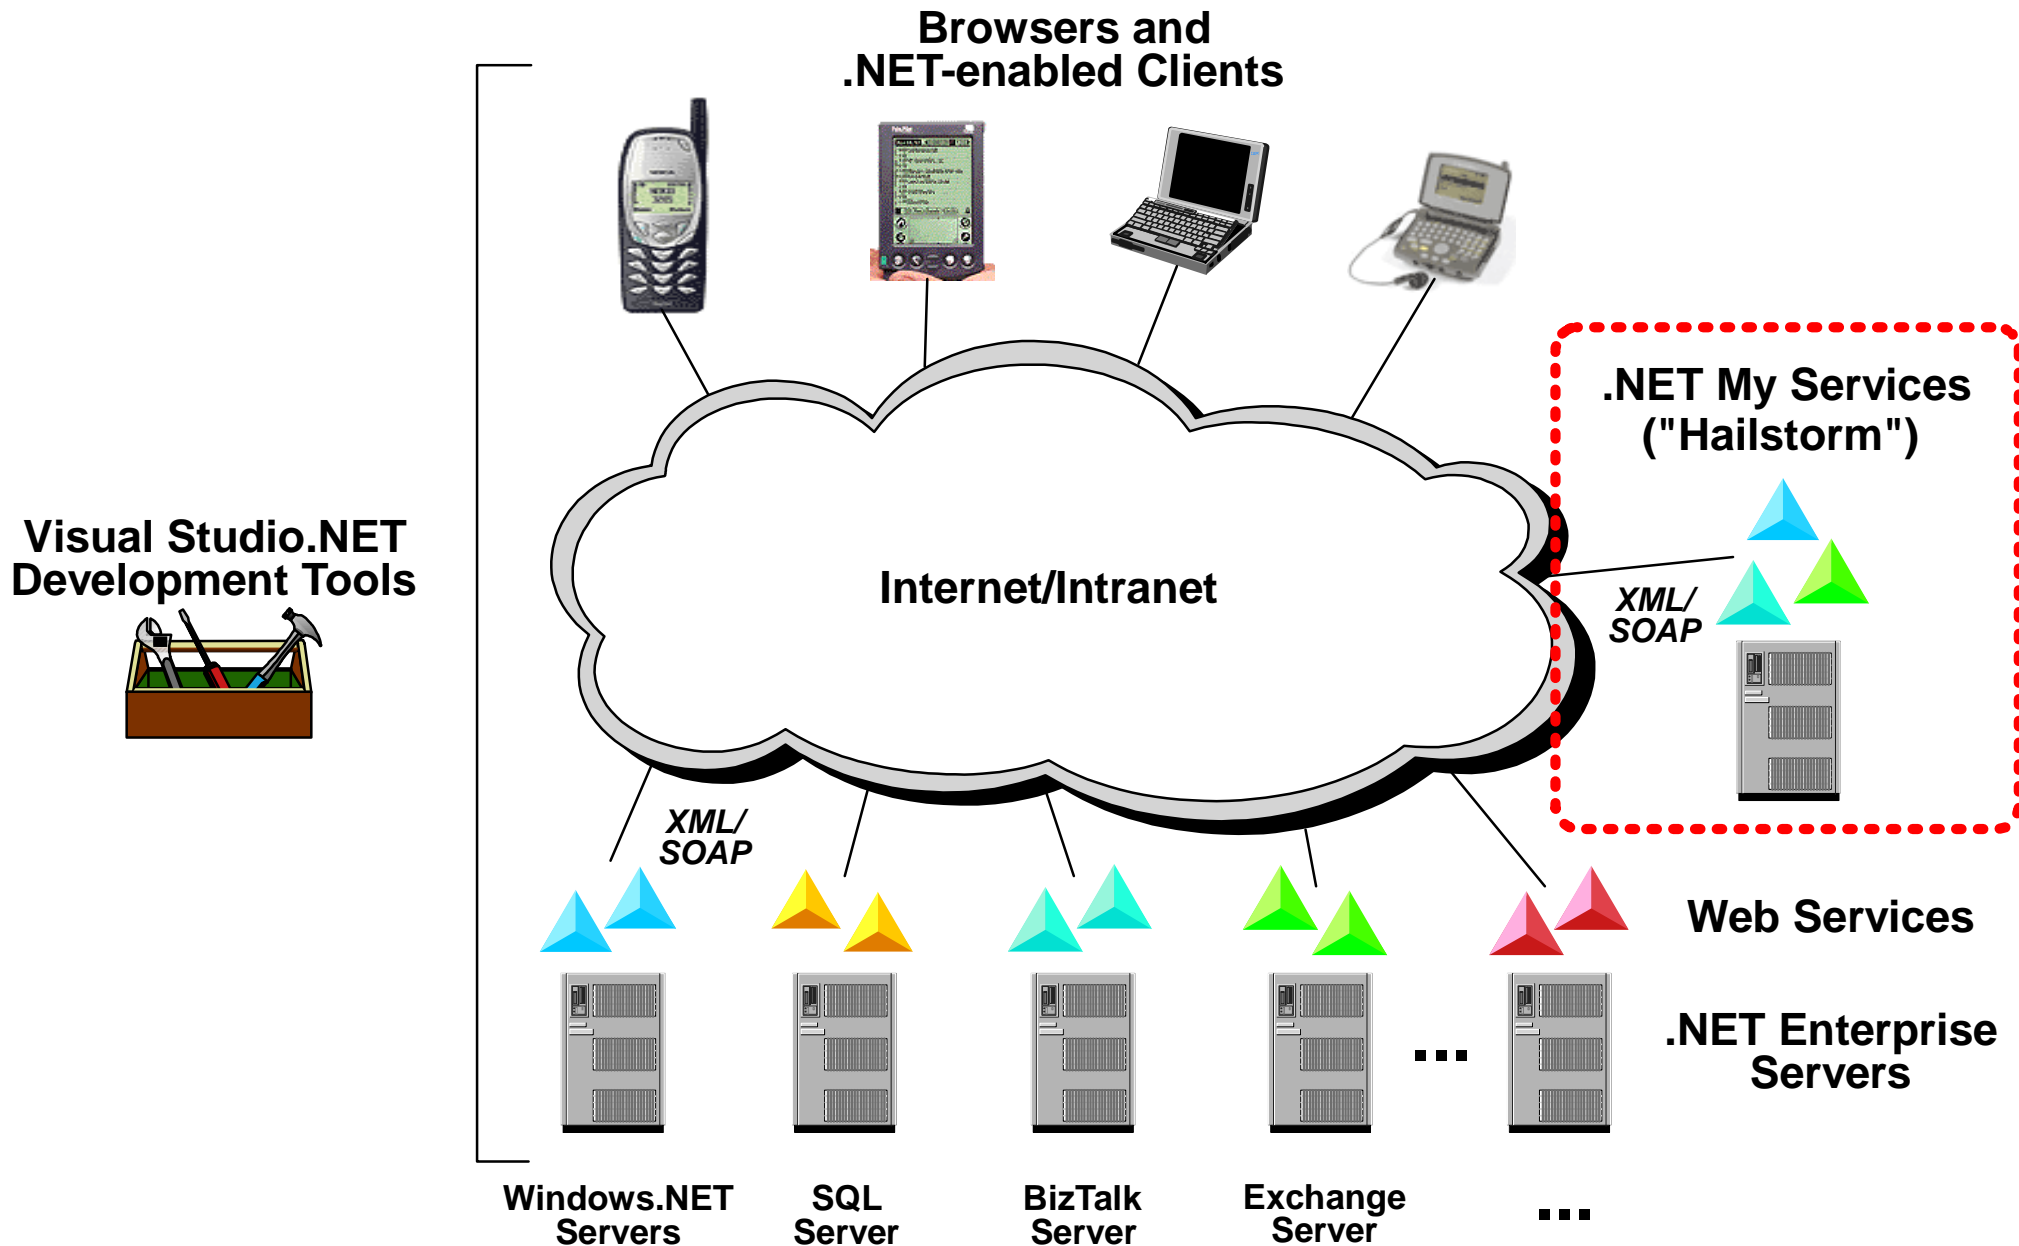 Browsers and
.NET-enabled Clients
.NET My Services
("Hailstorm")
Visual Studio.NET
Development Tools
Internet/Intranet
XML/
SOAP
XML/
SOAP
Web Services
.NET Enterprise
Servers
...
Windows.NET
Servers
SQL
Server
BizTalk
Server
Exchange
Server
...